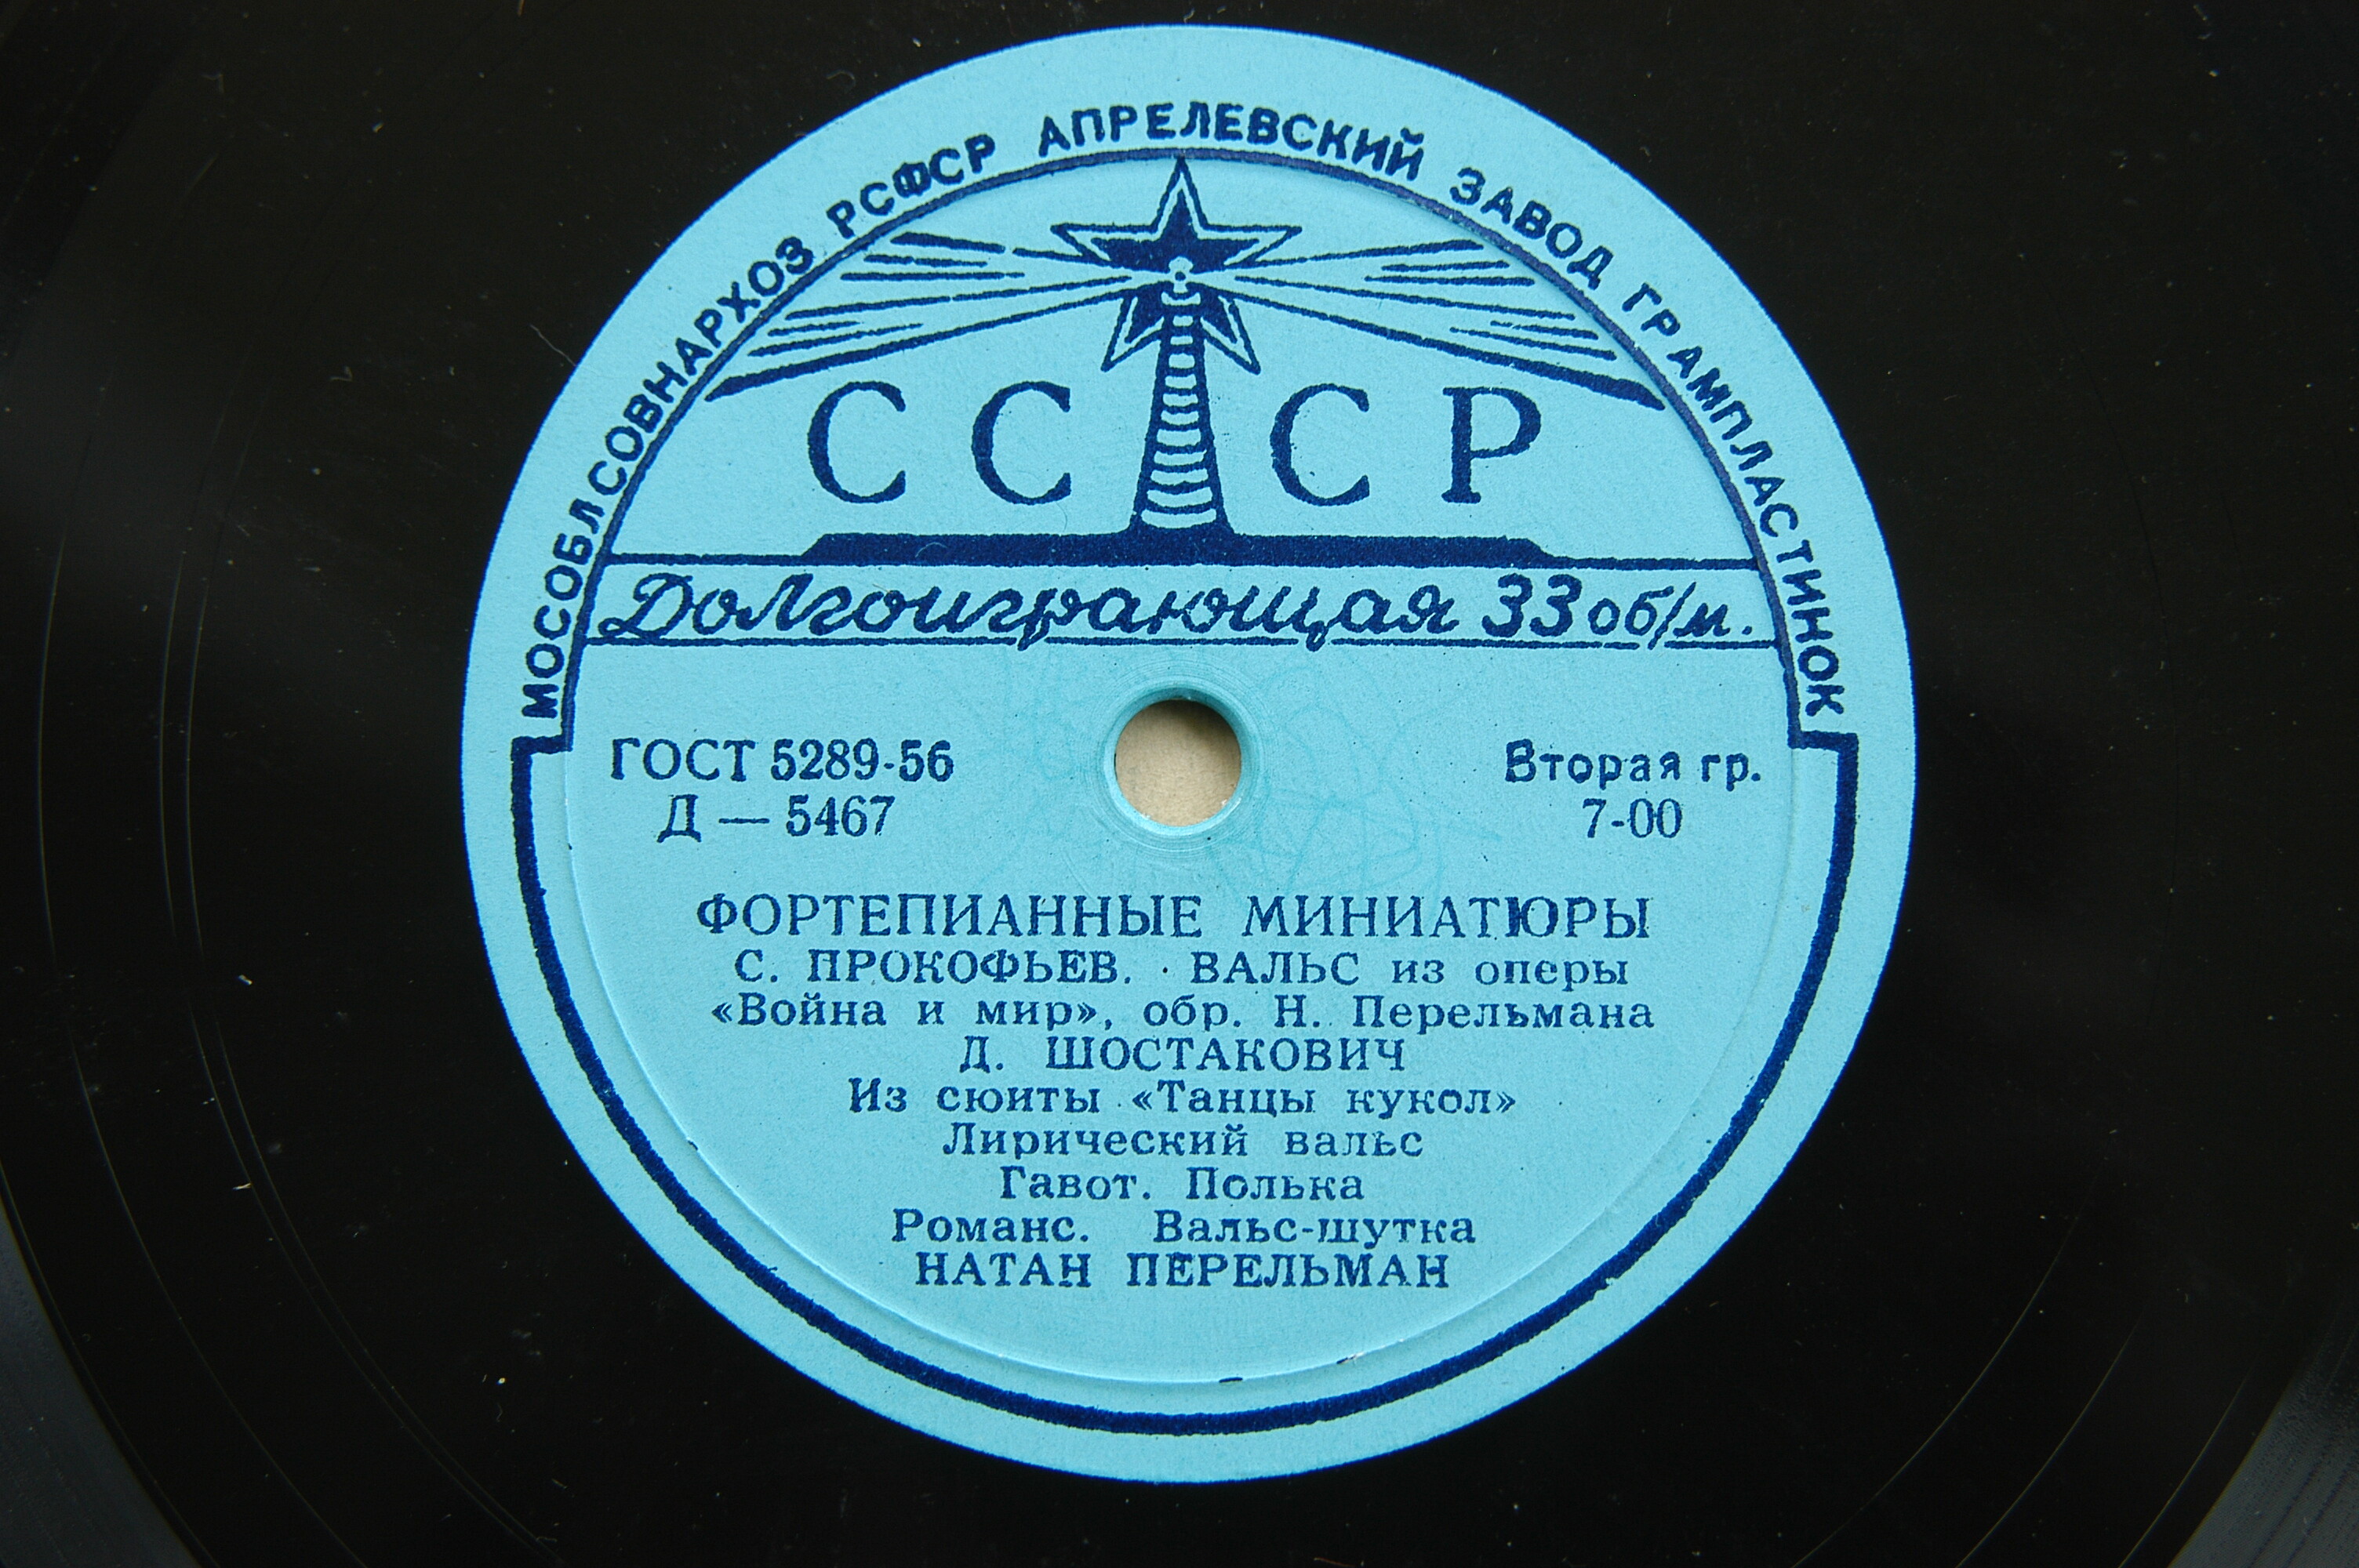 МОСОБЛСОВНАРХОЗ РСФСР АПРЕЛЕВСКИЙ ЗАВОД ГРАМПЛАСТИНОК
СССР
Долгоиграющая 33 об/м.
ГОСТ 5289-56
Д — 5467
Вторая гр.
7-00
ФОРТЕПИАННЫЕ МИНИАТЮРЫ
С. ПРОКОФЬЕВ. ВАЛЬС из оперы
«Война и мир», обр. Н. Перельмана
Д. ШОСТАКОВИЧ
Из сюиты «Танцы кукол»
Лирический вальс
Гавот. Полька
Романс. Вальс-шутка
НАТАН ПЕРЕЛЬМАН